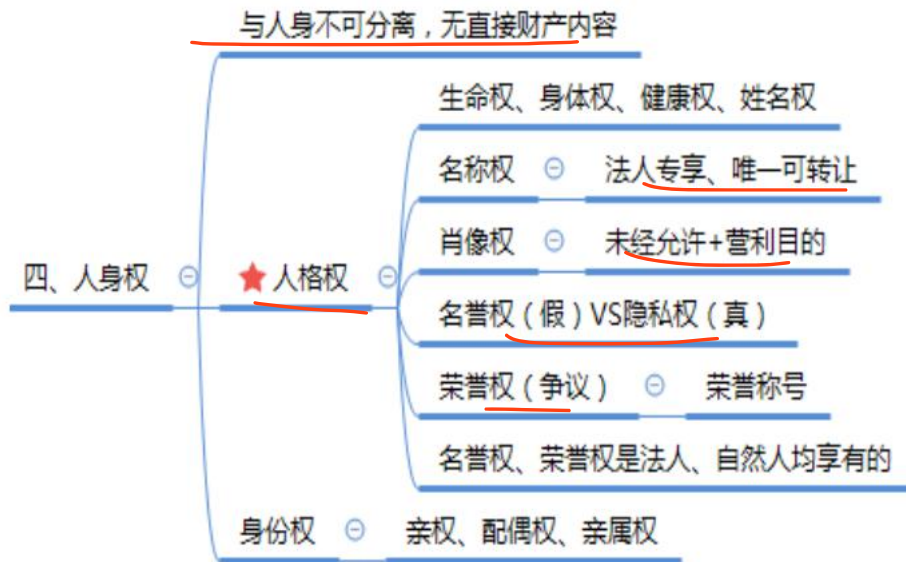 与人身不可分离，无直接财产内容
生命权、身体权、健康权、姓名权
名称权 法人专享、唯一可转让
肖像权 未经允许+营利目的
四、人身权 人格权
名誉权（假）VS隐私权（真）
荣誉权（争议） 荣誉称号
名誉权、荣誉权是法人、自然人均享有的
身份权 亲权、配偶权、亲属权